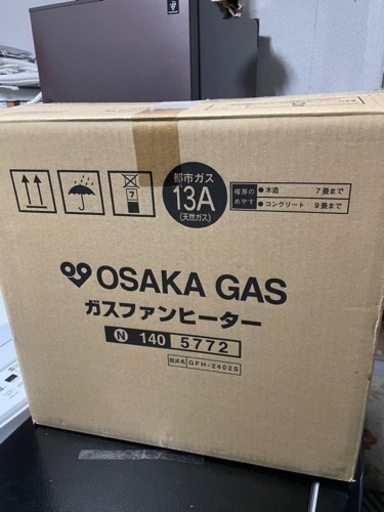 都市ガス
13A
(天然ガス)
暖房の
めやす
● 木造 7畳まで
● コンクリート 9畳まで
7
OSAKA GAS
ガスファンヒーター
N 140 5772
型式名 GFH-2402S